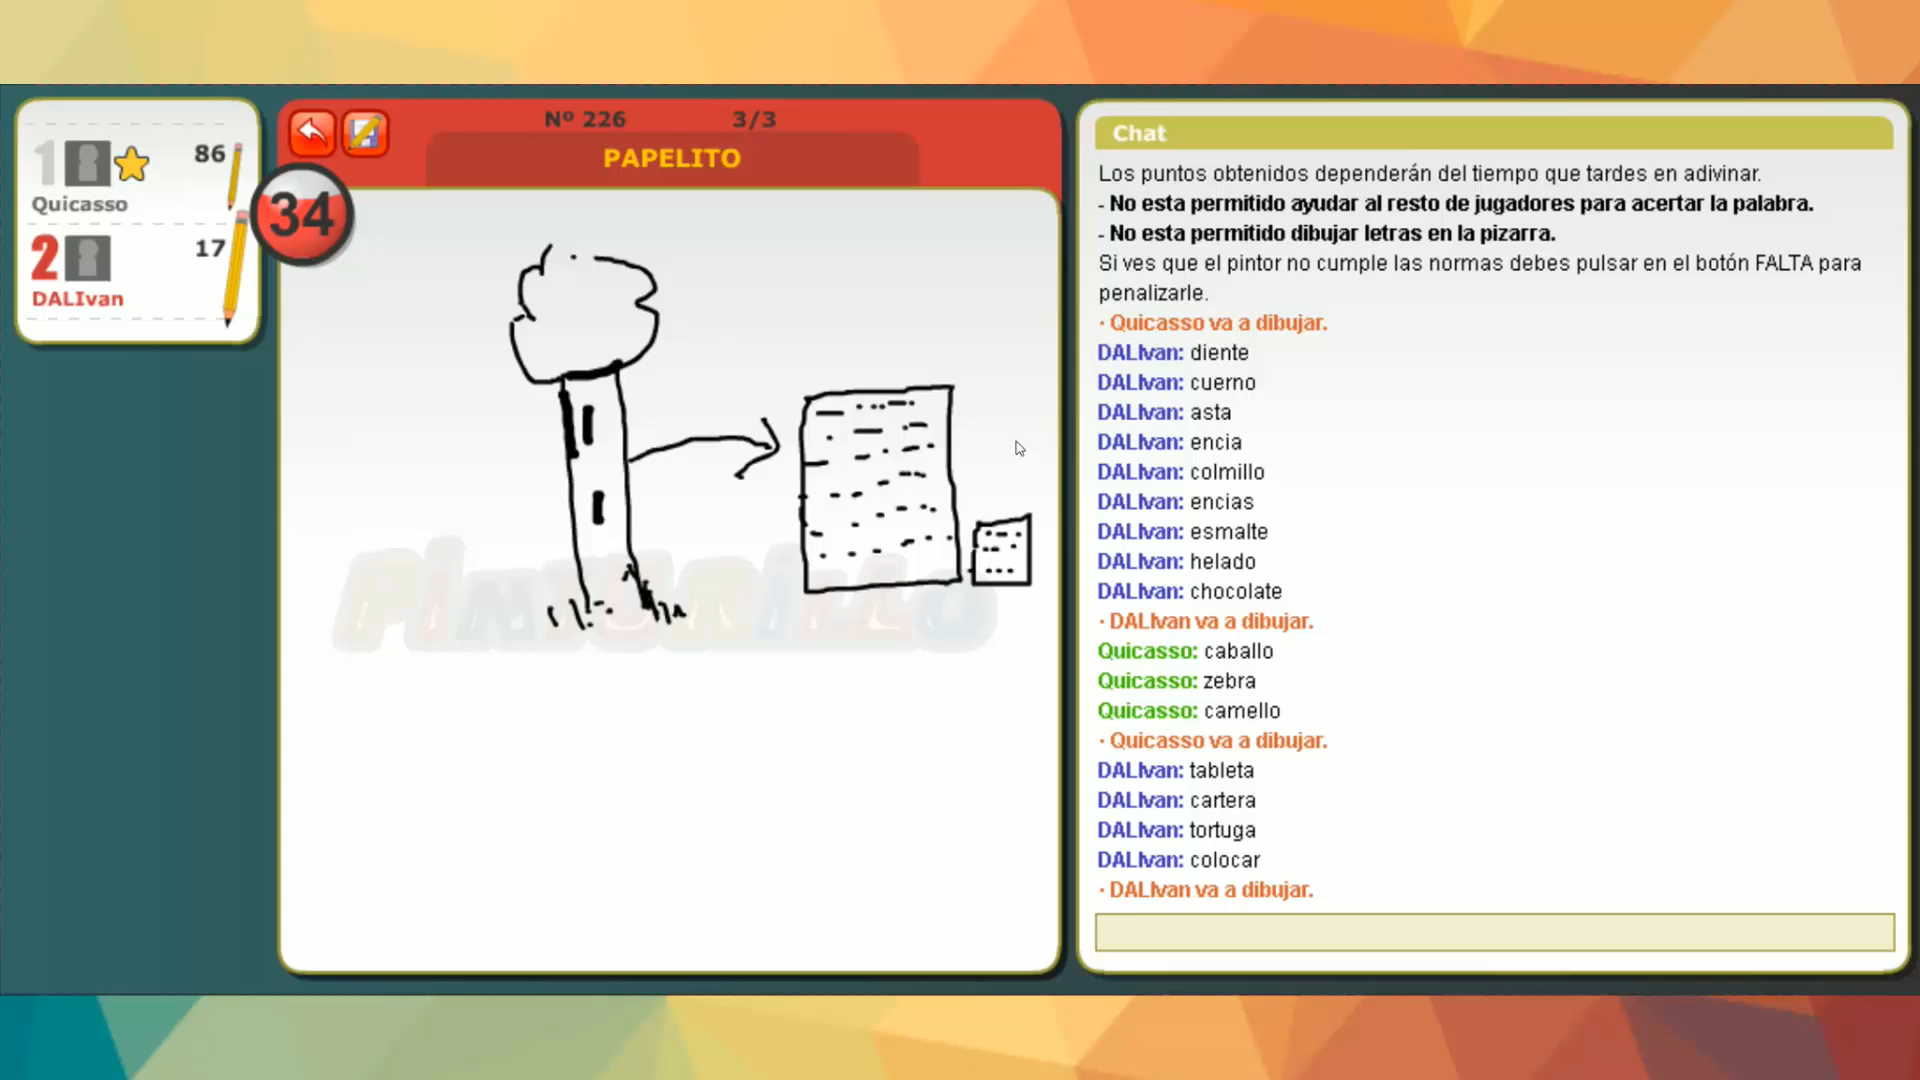 1
86
Quicasso
2
17
DALIvan
34
Nº 226 3/3
PAPELITO
PINTURILLO
Chat
Los puntos obtenidos dependerán del tiempo que tardes en adivinar.
- No esta permitido ayudar al resto de jugadores para acertar la palabra.
- No esta permitido dibujar letras en la pizarra.
Si ves que el pintor no cumple las normas debes pulsar en el botón FALTA para
penalizarle.
· Quicasso va a dibujar.
DALIvan: diente
DALIvan: cuerno
DALIvan: asta
DALIvan: encia
DALIvan: colmillo
DALIvan: encias
DALIvan: esmalte
DALIvan: helado
DALIvan: chocolate
· DALIvan va a dibujar.
Quicasso: caballo
Quicasso: zebra
Quicasso: camello
· Quicasso va a dibujar.
DALIvan: tableta
DALIvan: cartera
DALIvan: tortuga
DALIvan: colocar
· DALIvan va a dibujar.